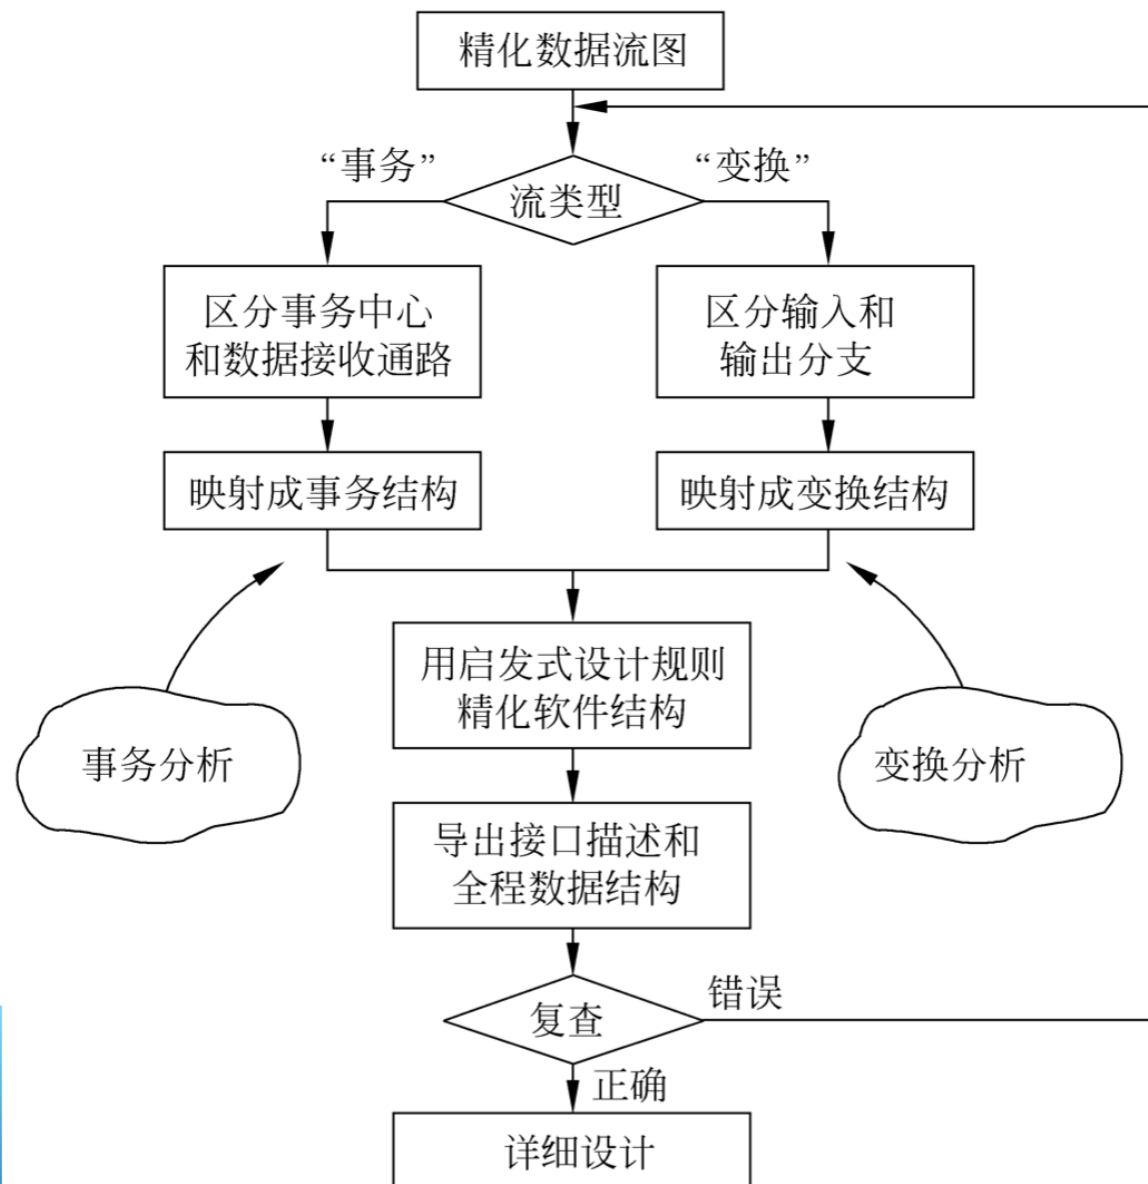 精化数据流图
“事务”
“变换”
流类型
区分事务中心
和数据接收通路
区分输入和
输出分支
映射成事务结构
映射成变换结构
用启发式设计规则
精化软件结构
事务分析
变换分析
导出接口描述和
全程数据结构
复查
错误
正确
详细设计